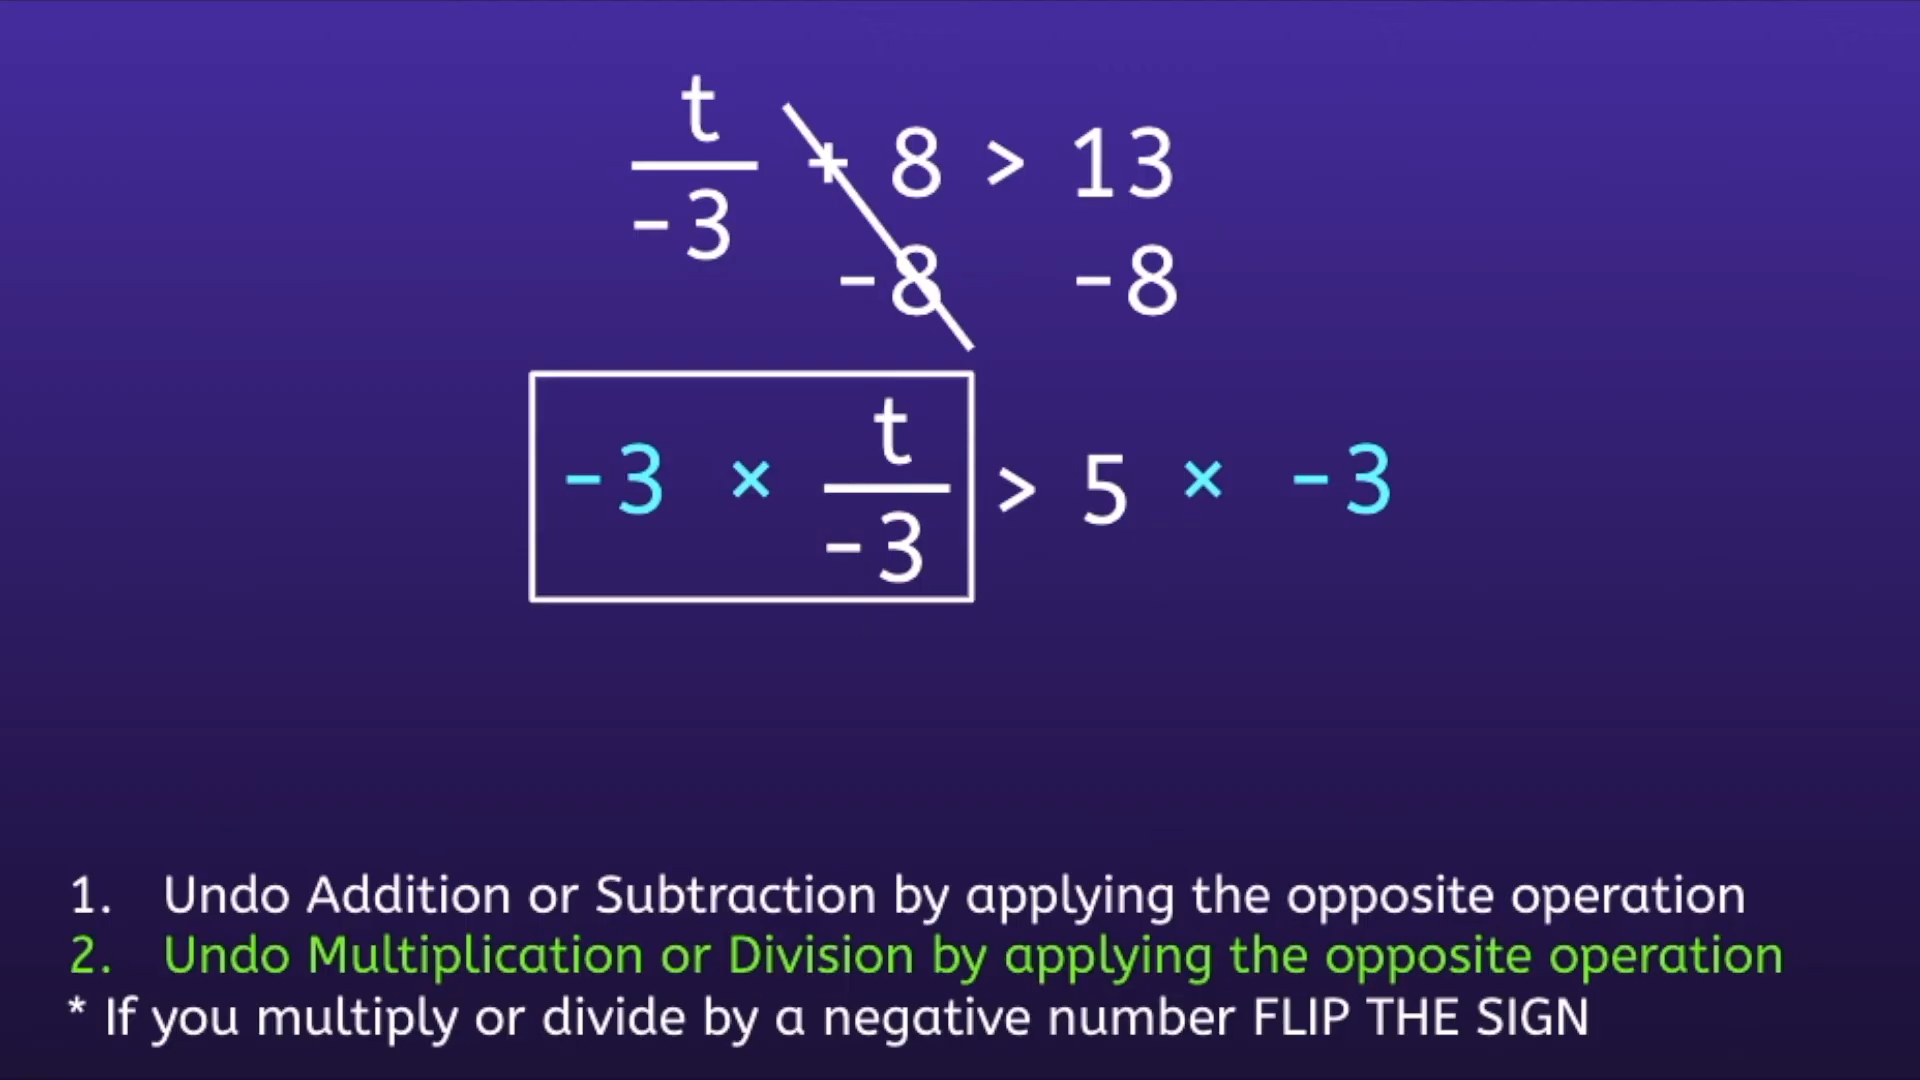 t
― + 8 > 13
-3
-8 -8
t
-3 × ― > 5 × -3
-3
1. Undo Addition or Subtraction by applying the opposite operation
2. Undo Multiplication or Division by applying the opposite operation
* If you multiply or divide by a negative number FLIP THE SIGN